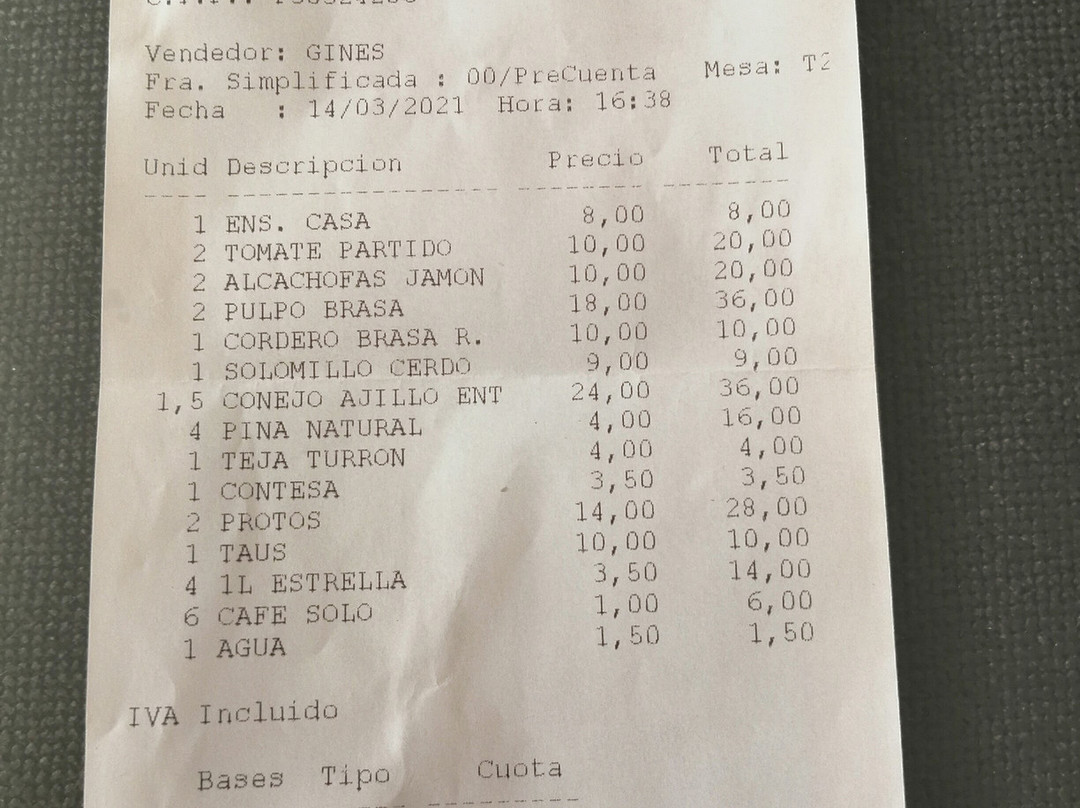 Vendedor: GINES
Fra. Simplificada : 00/PreCuenta Mesa: T2
Fecha : 14/03/2021 Hora: 16:38
Unid Descripcion Precio Total
1 ENS. CASA 8,00 8,00
2 TOMATE PARTIDO 10,00 20,00
2 ALCACHOFAS JAMON 10,00 20,00
2 PULPO BRASA 18,00 36,00
1 CORDERO BRASA R. 10,00 10,00
1 SOLOMILLO CERDO 9,00 9,00
1,5 CONEJO AJILLO ENT 24,00 36,00
4 PINA NATURAL 4,00 16,00
1 TEJA TURRON 4,00 4,00
1 CONTESA 3,50 3,50
2 PROTOS 14,00 28,00
1 TAUS 10,00 10,00
4 1L ESTRELLA 3,50 14,00
6 CAFE SOLO 1,00 6,00
1 AGUA 1,50 1,50
IVA Incluido
Bases Tipo Cuota